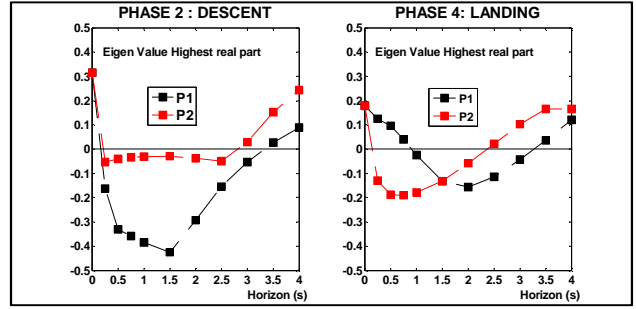 PHASE 2 : DESCENT
0.5
0.4
0.3
0.2
0.1
0
-0.1
-0.2
-0.3
-0.4
-0.5
Eigen Value Highest real part
P1
P2
0 0.5 1 1.5 2 2.5 3 3.5 4
Horizon (s)
PHASE 4: LANDING
0.5
0.4
0.3
0.2
0.1
0
-0.1
-0.2
-0.3
-0.4
-0.5
Eigen Value Highest real part
P1
P2
0 0.5 1 1.5 2 2.5 3 3.5 4
Horizon (s)